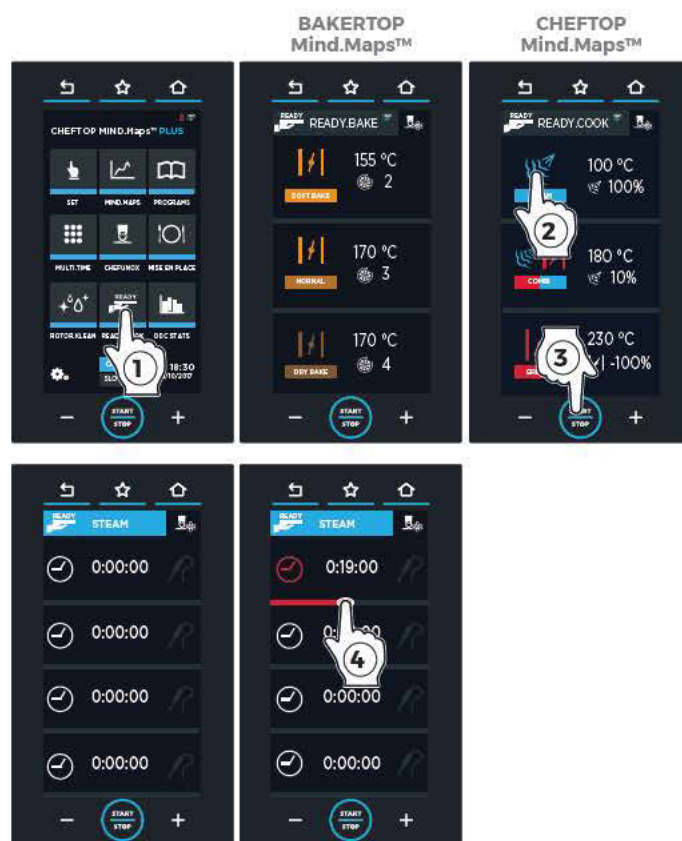 BAKERTOP
Mind.Maps™
CHEFTOP
Mind.Maps™
CHEFTOP MIND.Maps™ PLUS
SET
MIND.MAPS
PROGRAMS
MULTI.TIME
CHEFUNOX
MISE EN PLACE
READY
ROTOR.KLEAN
DDC STATS
18:30
1
START
STOP
READY
READY.BAKE
155 °C
2
SOFT BAKE
170 °C
3
NORMAL
170 °C
4
DRY BAKE
START
STOP
READY
READY.COOK
100 °C
100%
2
180 °C
10%
230 °C
-100%
3
STOP
READY
STEAM
0:00:00
0:00:00
0:00:00
0:00:00
START
STOP
READY
STEAM
0:19:00
4
0:00:00
0:00:00
START
STOP